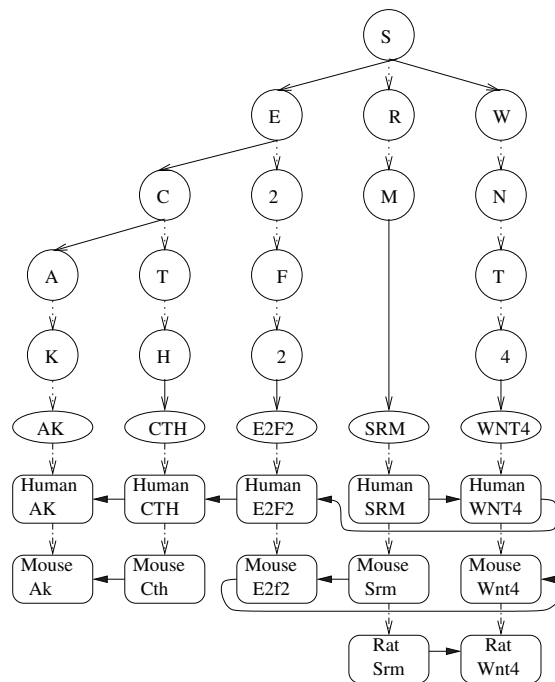 S
E R W
C 2 M N
A T F T
K H 2 4
AK CTH E2F2 SRM WNT4
Human Human Human Human Human
AK CTH E2F2 SRM WNT4
Mouse Mouse Mouse Mouse Mouse
Ak Cth E2f2 Srm Wnt4
Rat Rat
Srm Wnt4